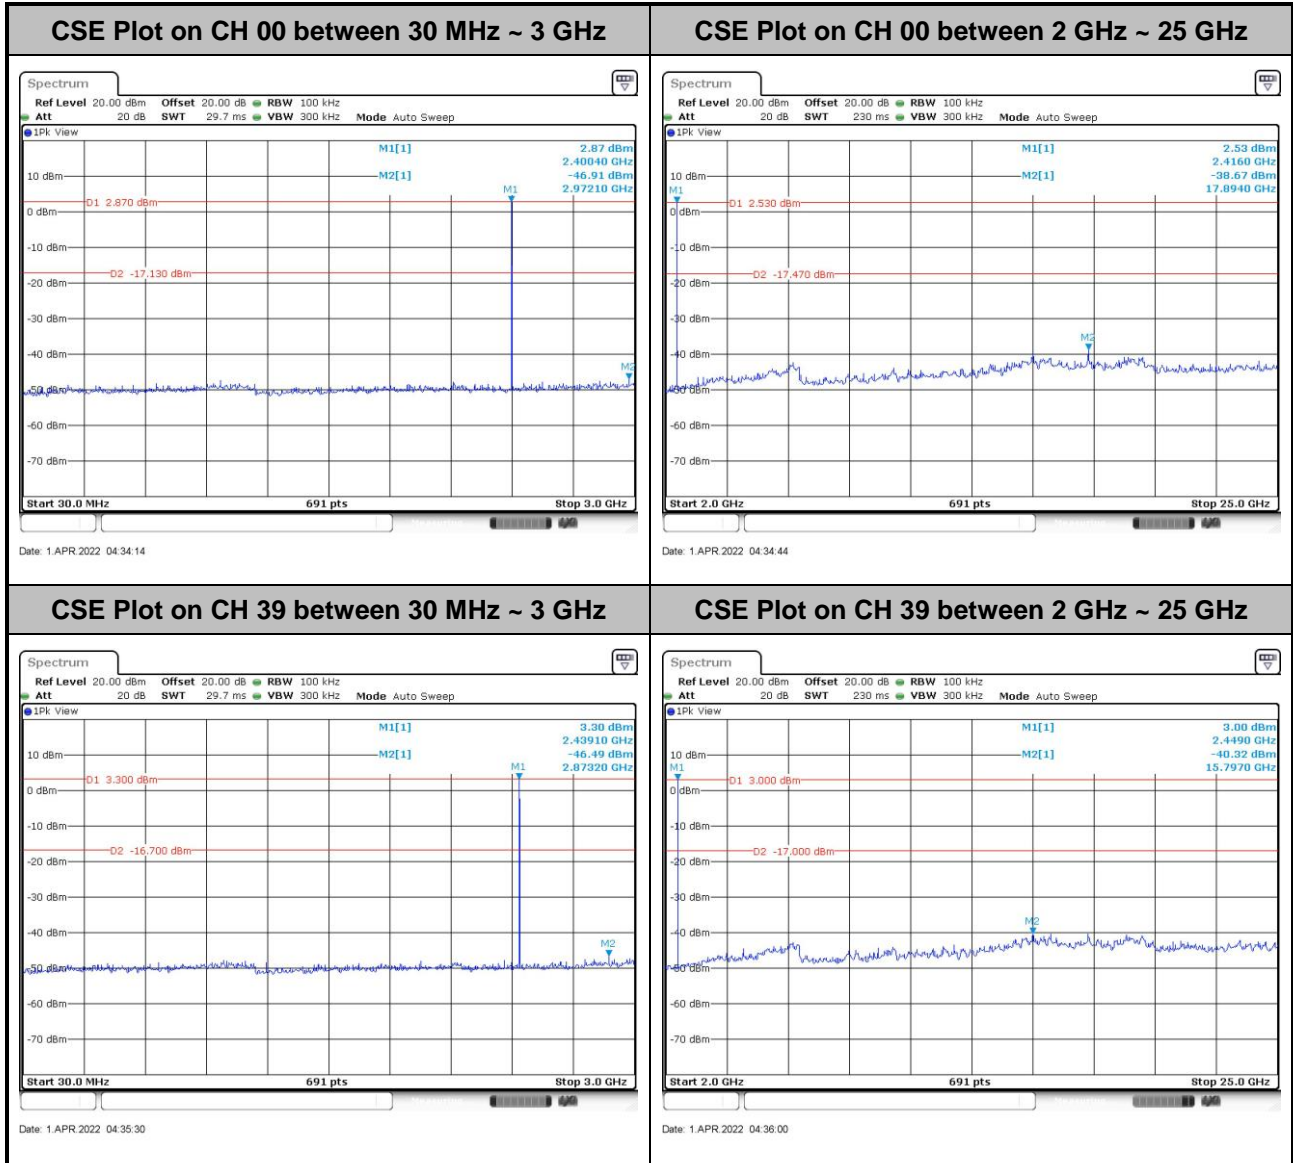 CSE Plot on CH 00 between 30 MHz ~ 3 GHz
Spectrum
Ref Level 20.00 dBm Offset 20.00 dB RBW 100 kHz
Att 20 dB SWT 29.7 ms VBW 300 kHz Mode Auto Sweep
1Pk View
M1[1] 2.87 dBm
2.40040 GHz
10 dBm M2[1] -46.91 dBm
M1 2.97210 GHz
D1 2.870 dBm
0 dBm
-10 dBm
D2 -17.130 dBm
-20 dBm
-30 dBm
-40 dBm
M2
-50 dBm
-60 dBm
-70 dBm
Start 30.0 MHz 691 pts Stop 3.0 GHz
Date: 1.APR.2022 04:34:14
CSE Plot on CH 00 between 2 GHz ~ 25 GHz
Spectrum
Ref Level 20.00 dBm Offset 20.00 dB RBW 100 kHz
Att 20 dB SWT 230 ms VBW 300 kHz Mode Auto Sweep
1Pk View
M1[1] 2.53 dBm
2.4160 GHz
10 dBm M2[1] -38.67 dBm
M1 17.8940 GHz
D1 2.530 dBm
0 dBm
-10 dBm
D2 -17.470 dBm
-20 dBm
-30 dBm
M2
-40 dBm
-50 dBm
-60 dBm
-70 dBm
Start 2.0 GHz 691 pts Stop 25.0 GHz
Date: 1.APR.2022 04:34:44
CSE Plot on CH 39 between 30 MHz ~ 3 GHz
Spectrum
Ref Level 20.00 dBm Offset 20.00 dB RBW 100 kHz
Att 20 dB SWT 29.7 ms VBW 300 kHz Mode Auto Sweep
1Pk View
M1[1] 3.30 dBm
2.43910 GHz
10 dBm M2[1] -46.49 dBm
M1 2.87320 GHz
D1 3.300 dBm
0 dBm
-10 dBm
D2 -16.700 dBm
-20 dBm
-30 dBm
-40 dBm
M2
-50 dBm
-60 dBm
-70 dBm
Start 30.0 MHz 691 pts Stop 3.0 GHz
Date: 1.APR.2022 04:35:30
CSE Plot on CH 39 between 2 GHz ~ 25 GHz
Spectrum
Ref Level 20.00 dBm Offset 20.00 dB RBW 100 kHz
Att 20 dB SWT 230 ms VBW 300 kHz Mode Auto Sweep
1Pk View
M1[1] 3.00 dBm
2.4490 GHz
10 dBm M2[1] -40.32 dBm
M1 15.7970 GHz
D1 3.000 dBm
0 dBm
-10 dBm
D2 -17.000 dBm
-20 dBm
-30 dBm
M2
-40 dBm
-50 dBm
-60 dBm
-70 dBm
Start 2.0 GHz 691 pts Stop 25.0 GHz
Date: 1.APR.2022 04:36:00